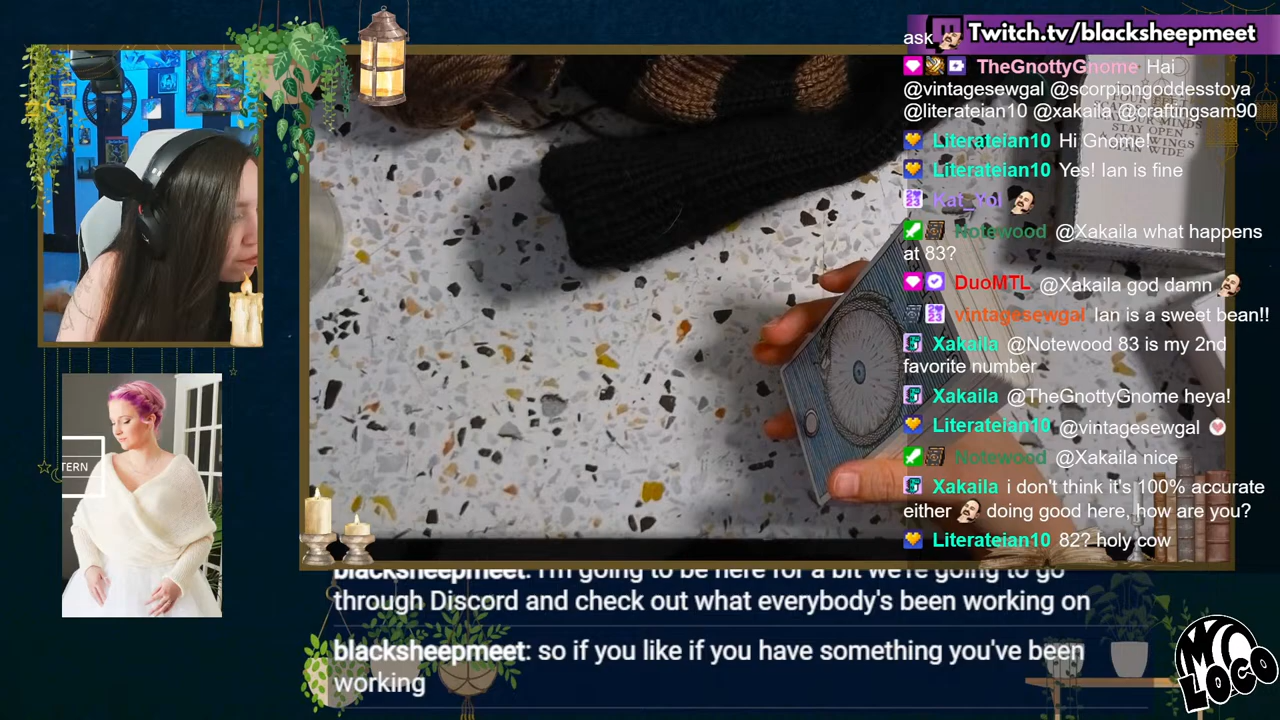 ask Twitch.tv/blacksheepmeet
TheGnottyGnome Hai
@vintagesewgal @scorpiongoddesstoya
@literateian10 @xakaila @craftingsam90
Literateian10 Hi Gnome!
Literateian10 Yes! Ian is fine
Kat_Yol
Notewood @Xakaila what happens
at 83?
DuoMTL @Xakaila god damn
vintagesewgal Ian is a sweet bean!!
Xakaila @Notewood 83 is my 2nd
favorite number
Xakaila @TheGnottyGnome heya!
Literateian10 @vintagesewgal
Notewood @Xakaila nice
Xakaila i don't think it's 100% accurate
either doing good here, how are you?
Literateian10 82? holy cow
STAY OPEN
WIDE
TERN
blacksheepmeet: I'm going to be here for a bit we're going to go
through Discord and check out what everybody's been working on
blacksheepmeet: so if you like if you have something you've been
working
MC
LOCO